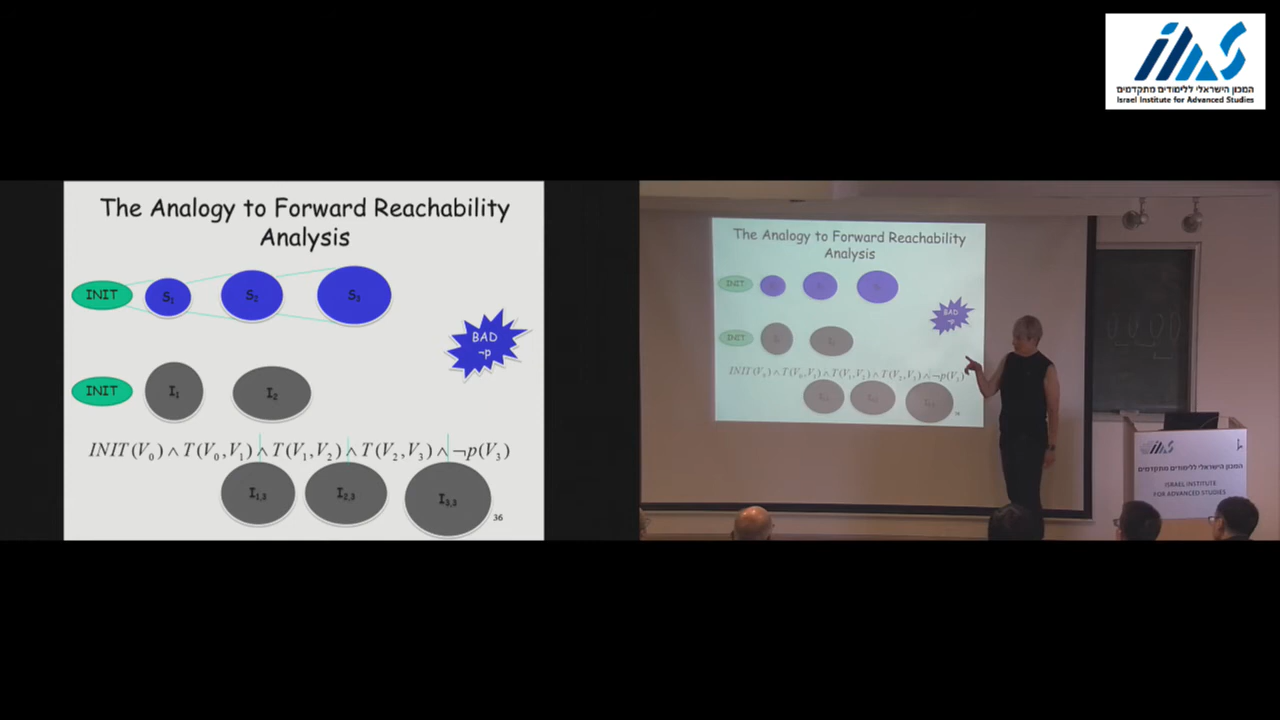 המכון הישראלי ללימודים מתקדמים
Israel Institute for Advanced Studies
The Analogy to Forward Reachability
Analysis
INIT S₁ S₂ S₃
BAD
¬p
INIT I₁ I₂
INIT(V₀) ∧ T(V₀,V₁) ∧ T(V₁,V₂) ∧ T(V₂,V₃) ∧ ¬p(V₃)
I₁,₃ I₂,₃ I₃,₃
36
The Analogy to Forward Reachability
Analysis
INIT
BAD
¬p
INIT
INIT(V₀) ∧ T(V₀,V₁) ∧ T(V₁,V₂) ∧ T(V₂,V₃) ∧ ¬p(V₃)
36
ISRAEL INSTITUTE
FOR ADVANCED STUDIES